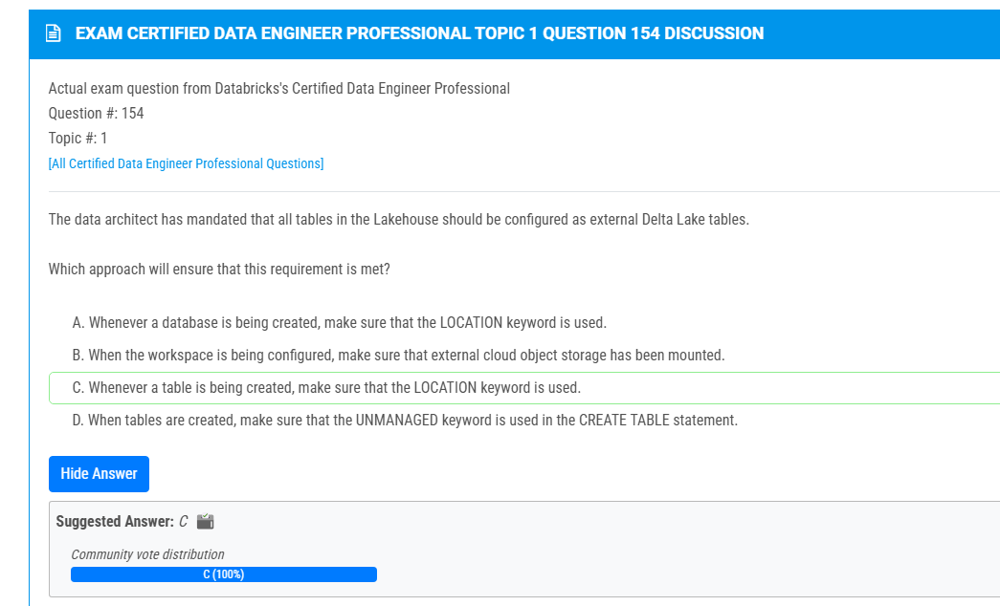 EXAM CERTIFIED DATA ENGINEER PROFESSIONAL TOPIC 1 QUESTION 154 DISCUSSION
Actual exam question from Databricks's Certified Data Engineer Professional
Question #: 154
Topic #: 1
[All Certified Data Engineer Professional Questions]
The data architect has mandated that all tables in the Lakehouse should be configured as external Delta Lake tables.
Which approach will ensure that this requirement is met?
A. Whenever a database is being created, make sure that the LOCATION keyword is used.
B. When the workspace is being configured, make sure that external cloud object storage has been mounted.
C. Whenever a table is being created, make sure that the LOCATION keyword is used.
D. When tables are created, make sure that the UNMANAGED keyword is used in the CREATE TABLE statement.
Hide Answer
Suggested Answer: C
Community vote distribution
C (100%)